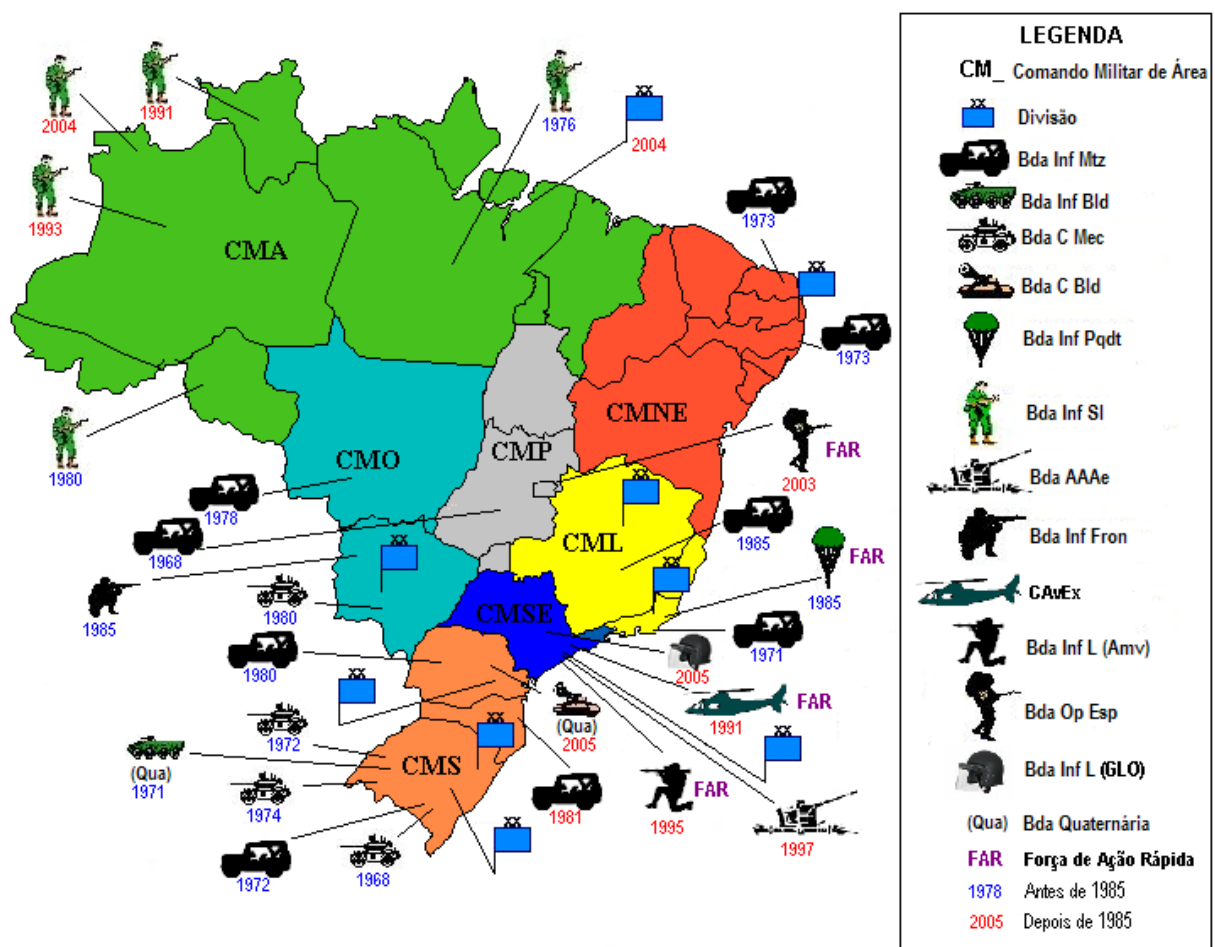 1991
2004
1976
2004
1993
1973
CMA
1973
CMNE
CMP
FAR
1980
CMO
2003
1978
1985
1968
CML
FAR
1985
1980
1985
CMSE
1971
2005
1980
FAR
1991
(Qua)
2005
1972
(Qua)
1971
CMS
FAR
1974
1981
1995
1997
1972
1968
LEGENDA
CM_ Comando Militar de Área
XX Divisão
Bda Inf Mtz
Bda Inf Bld
Bda C Mec
Bda C Bld
Bda Inf Pqdt
Bda Inf Sl
Bda AAAe
Bda Inf Fron
CAvEx
Bda Inf L (Amv)
Bda Op Esp
Bda Inf L (GLO)
(Qua) Bda Quaternária
FAR Força de Ação Rápida
1978 Antes de 1985
2005 Depois de 1985